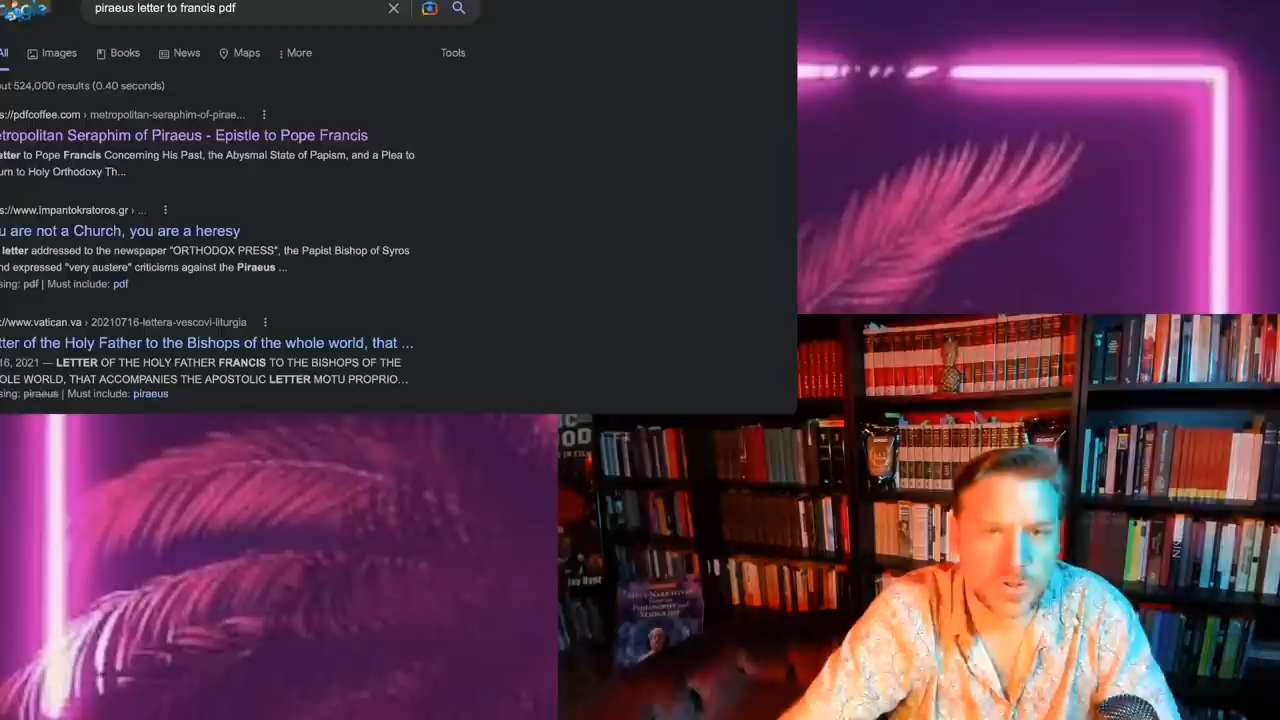 piraeus letter to francis pdf
All
Images
Books
News
Maps
More
Tools
out 524,000 results (0.40 seconds)
s://pdfcoffee.com › metropolitan-seraphim-of-pirae...
etropolitan Seraphim of Piraeus - Epistle to Pope Francis
etter to Pope Francis Concerning His Past, the Abysmal State of Papism, and a Plea to
urn to Holy Orthodoxy Th...
s://www.impantokratoros.gr › ...
u are not a Church, you are a heresy
letter addressed to the newspaper "ORTHODOX PRESS", the Papist Bishop of Syros
nd expressed "very austere" criticisms against the Piraeus ...
sing: pdf | Must include: pdf
://www.vatican.va › 20210716-lettera-vescovi-liturgia
tter of the Holy Father to the Bishops of the whole world, that ...
16, 2021 — LETTER OF THE HOLY FATHER FRANCIS TO THE BISHOPS OF THE
OLE WORLD, THAT ACCOMPANIES THE APOSTOLIC LETTER MOTU PROPRIO...
sing: piraeus | Must include: piraeus